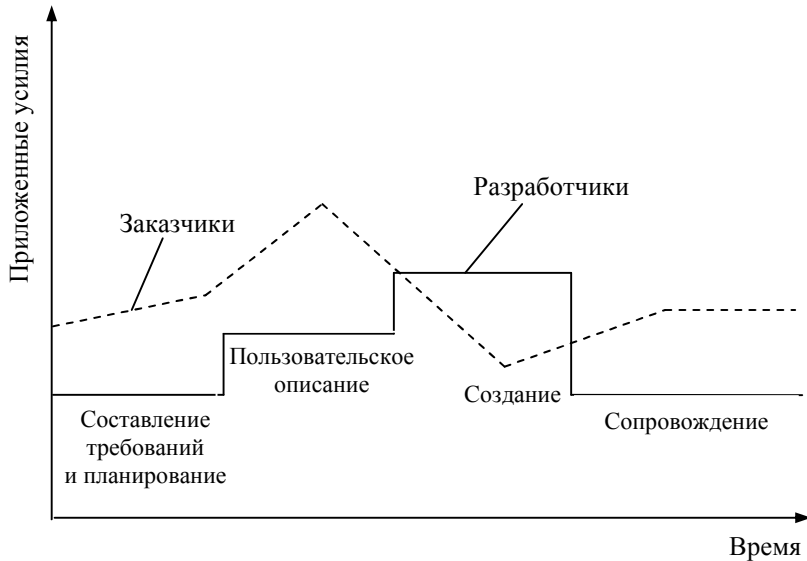 Приложенные усилия
Заказчики
Разработчики
Пользовательское
описание
Создание
Составление
требований
и планирование
Сопровождение
Время